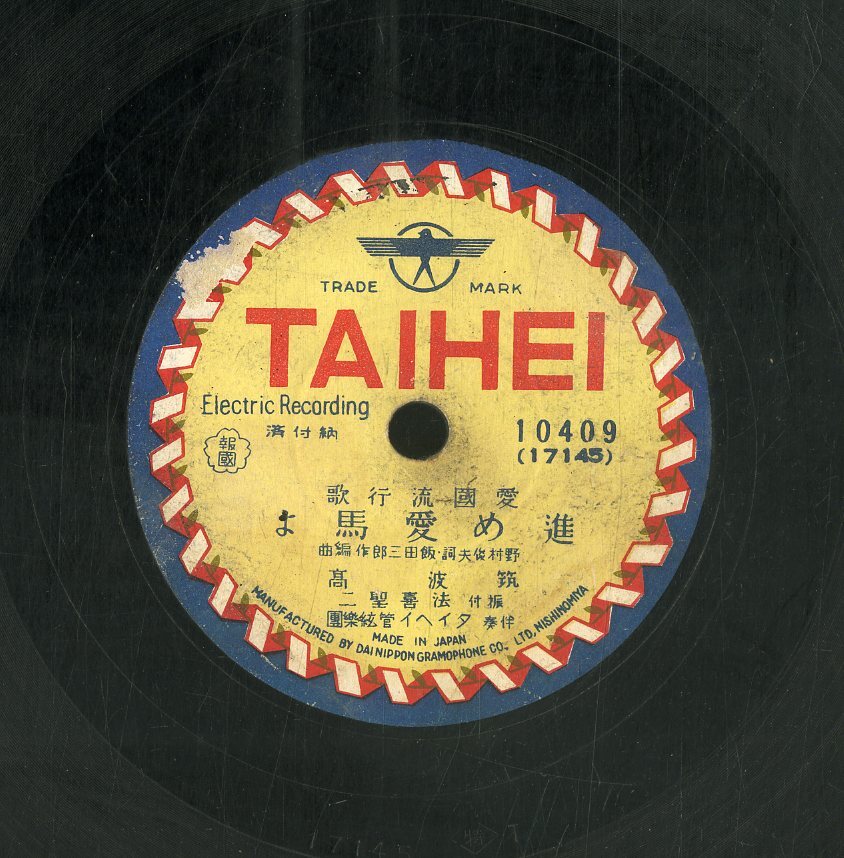 TRADE MARK
TAIHEI
Electric Recording
納付済
報國
10409
(17145)
愛國流行歌
進め愛馬よ
野村俊夫詞・飯田三郎作編曲
筑波髙
振付 法喜聖二
伴奏 タイヘイ管絃樂團
MADE IN JAPAN
MANUFACTURED BY DAI NIPPON GRAMOPHONE CO., LTD, NISHINOMIYA